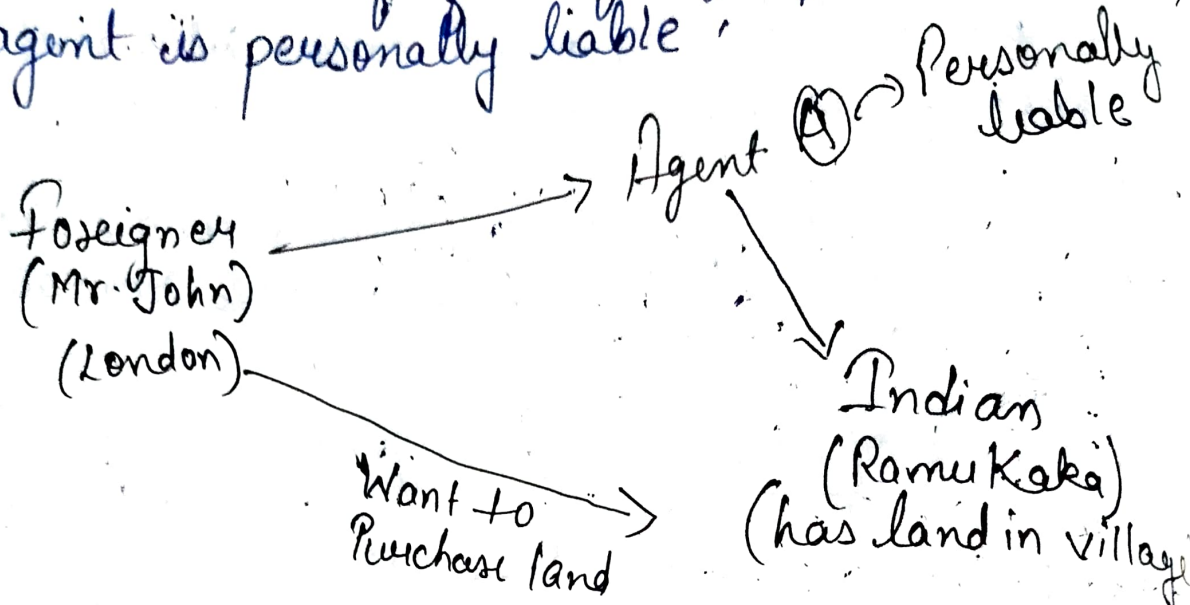 agent is personally liable.
Agent (A) → Personally
liable
Foreigner
(Mr. John)
(London)
Want to
Purchase land
Indian
(Ramu Kaka)
(has land in village